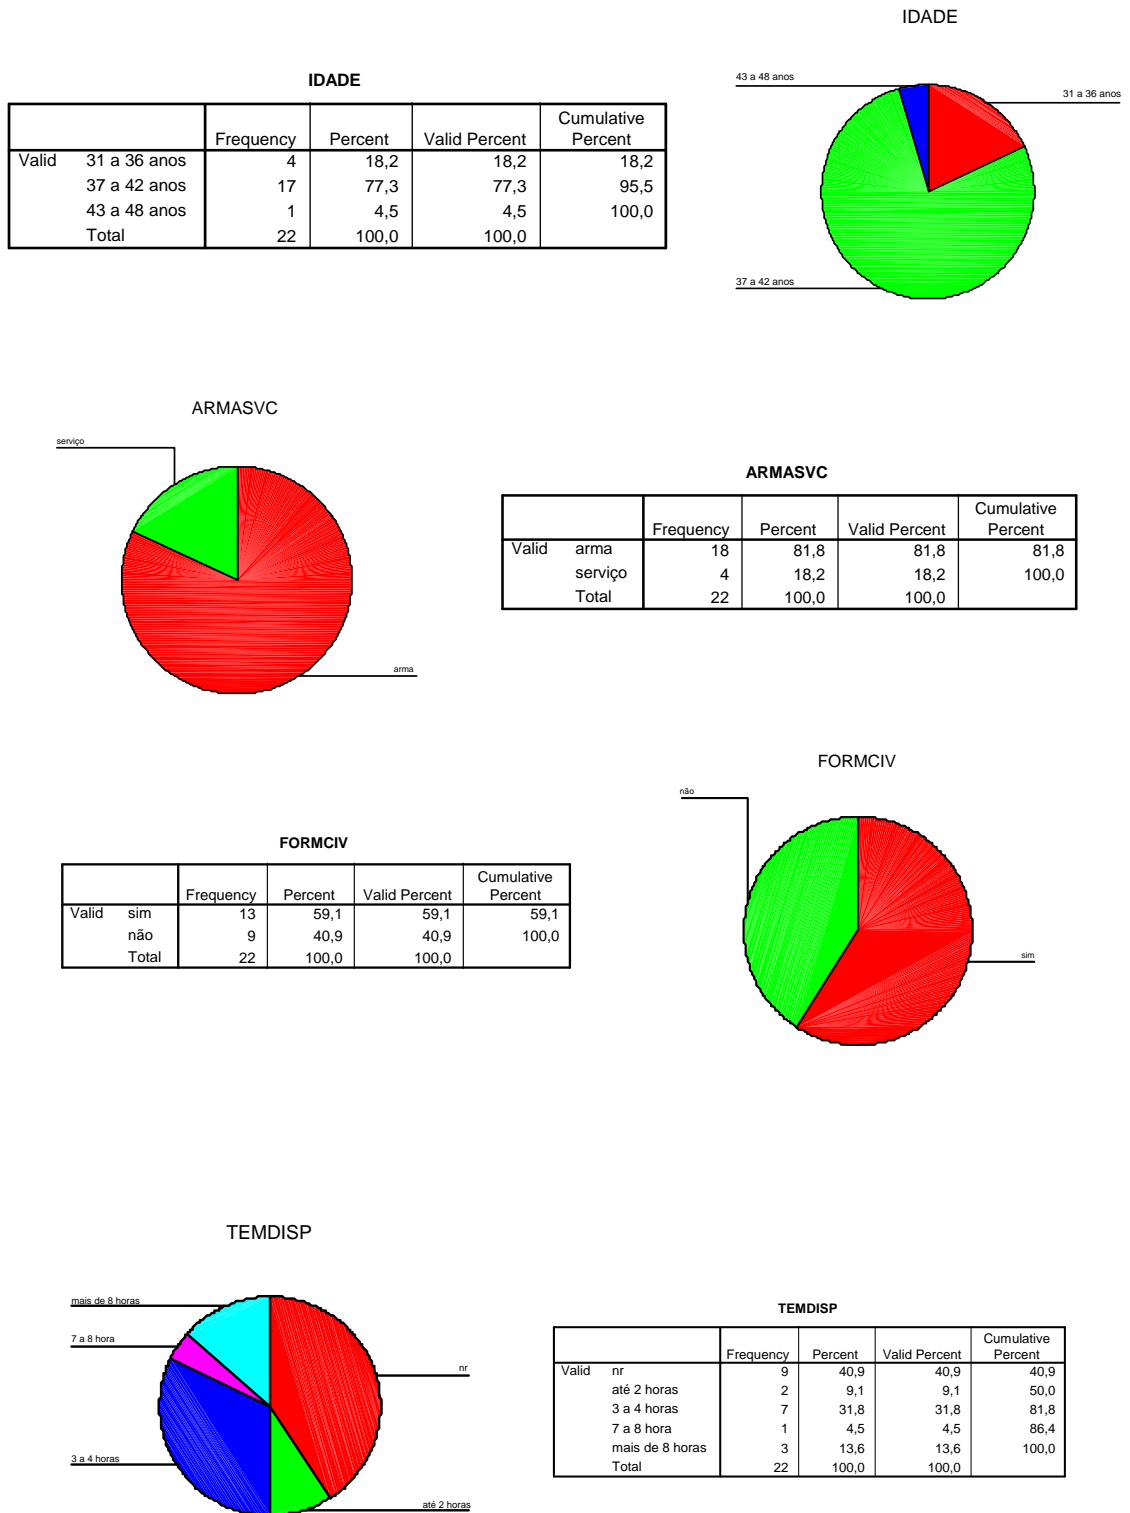 IDADE
IDADE
Frequency Percent Valid Percent Cumulative Percent
Valid 31 a 36 anos 4 18,2 18,2 18,2
37 a 42 anos 17 77,3 77,3 95,5
43 a 48 anos 1 4,5 4,5 100,0
Total 22 100,0 100,0
43 a 48 anos
31 a 36 anos
37 a 42 anos
ARMASVC
serviço
arma
ARMASVC
Frequency Percent Valid Percent Cumulative Percent
Valid arma 18 81,8 81,8 81,8
serviço 4 18,2 18,2 100,0
Total 22 100,0 100,0
FORMCIV
não
sim
FORMCIV
Frequency Percent Valid Percent Cumulative Percent
Valid sim 13 59,1 59,1 59,1
não 9 40,9 40,9 100,0
Total 22 100,0 100,0
TEMDISP
mais de 8 horas
7 a 8 hora
nr
3 a 4 horas
até 2 horas
TEMDISP
Frequency Percent Valid Percent Cumulative Percent
Valid nr 9 40,9 40,9 40,9
até 2 horas 2 9,1 9,1 50,0
3 a 4 horas 7 31,8 31,8 81,8
7 a 8 hora 1 4,5 4,5 86,4
mais de 8 horas 3 13,6 13,6 100,0
Total 22 100,0 100,0